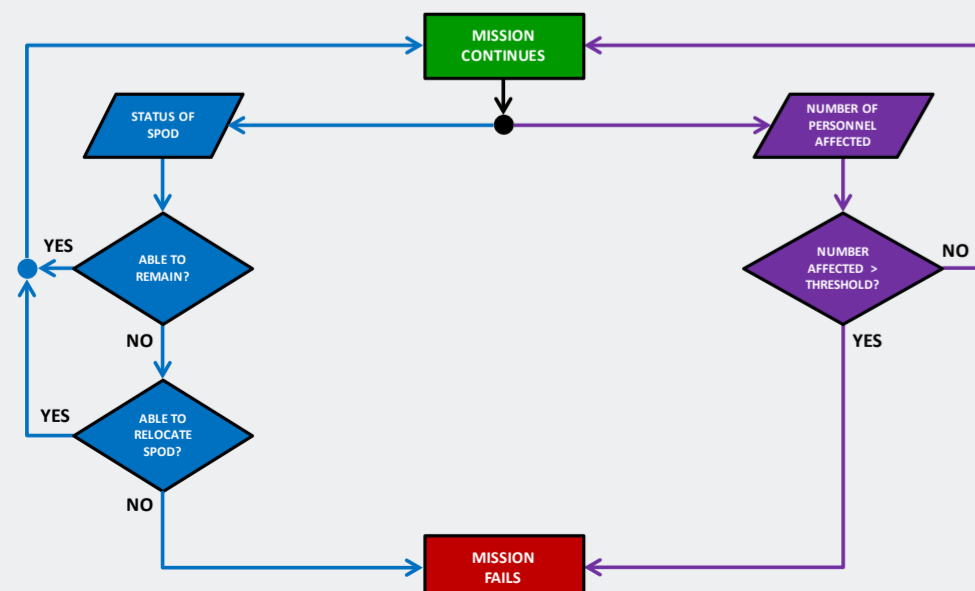 MISSION
CONTINUES
STATUS OF
SPOD
NUMBER OF
PERSONNEL
AFFECTED
YES
ABLE TO
REMAIN?
NUMBER
AFFECTED >
THRESHOLD?
NO
NO
YES
YES
ABLE TO
RELOCATE
SPOD?
NO
MISSION
FAILS